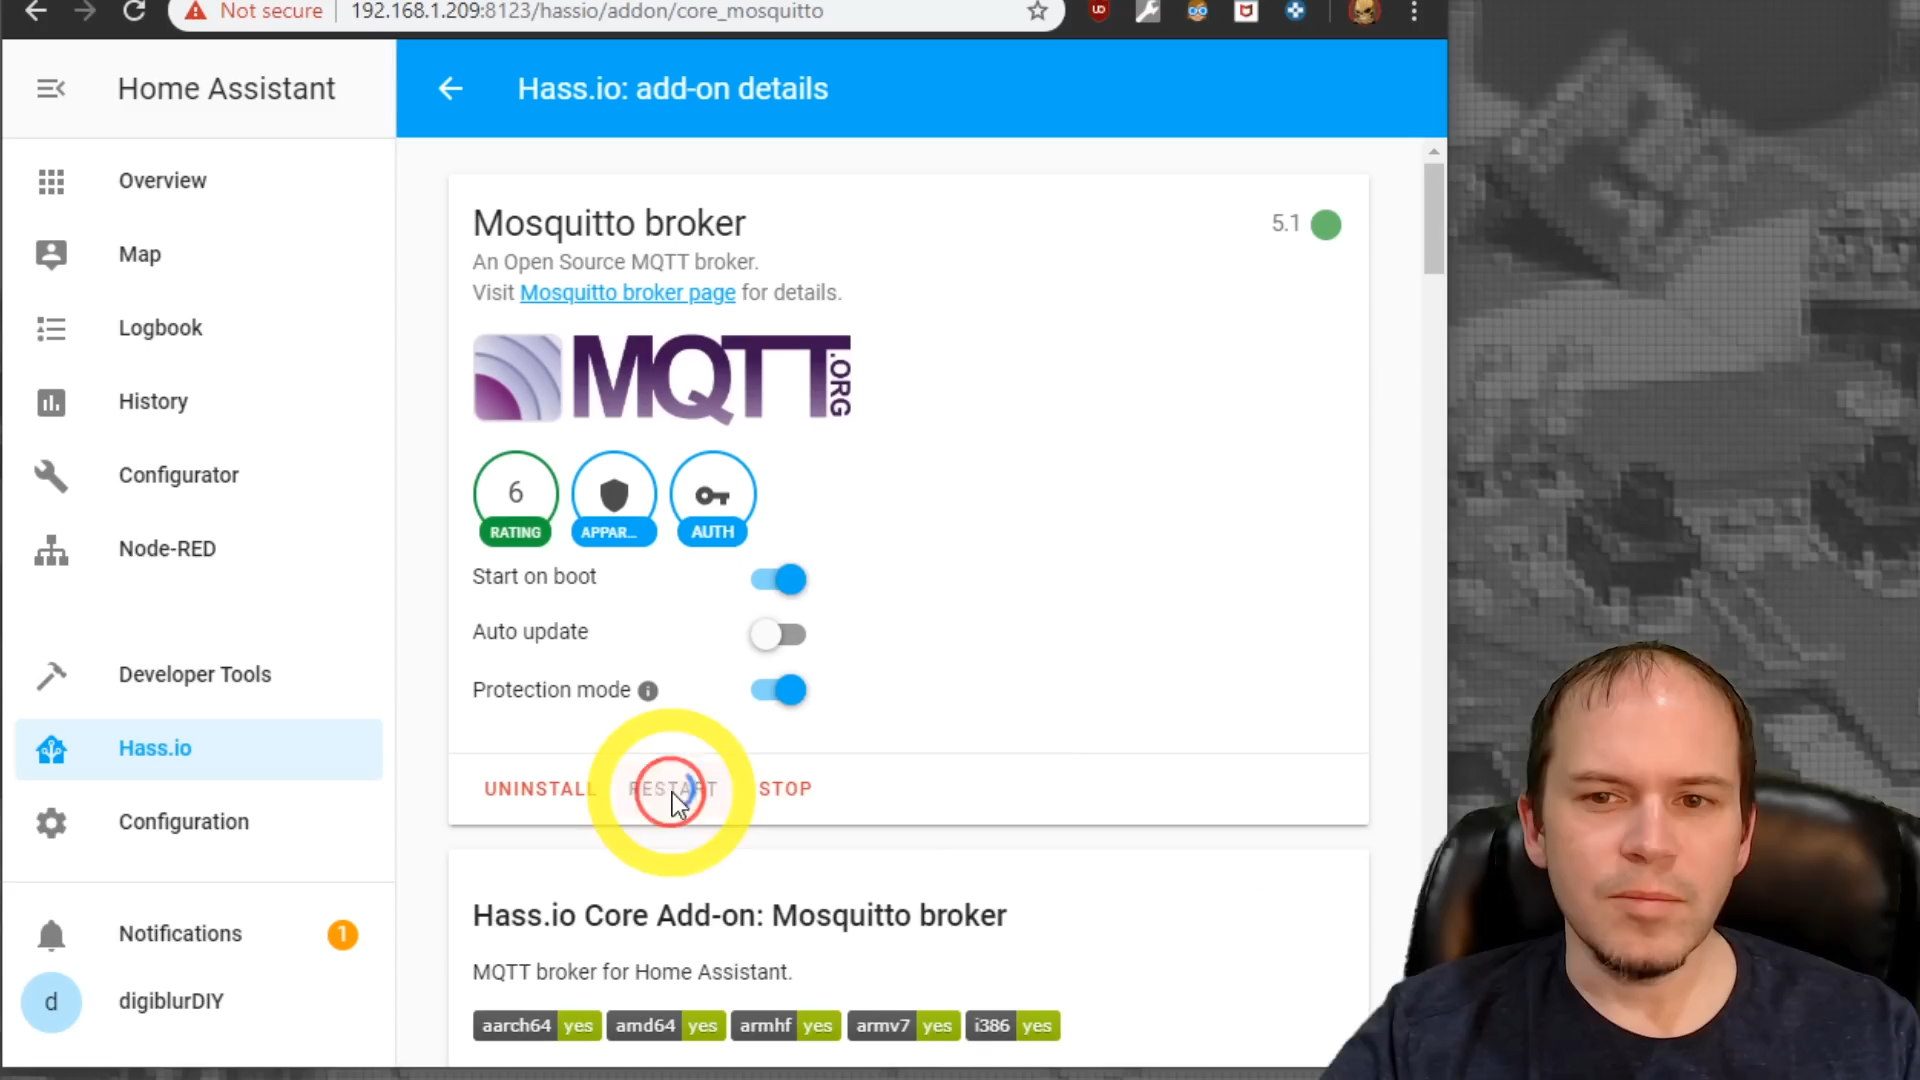 Not secure 192.168.1.209:8123/hassio/addon/core_mosquitto
Home Assistant
Hass.io: add-on details
Overview
Map
Logbook
History
Configurator
Node-RED
Developer Tools
Hass.io
Configuration
Notifications 1
d digiblurDIY
Mosquitto broker 5.1
An Open Source MQTT broker.
Visit Mosquitto broker page for details.
MQTT.ORG
6
RATING APPAR... AUTH
Start on boot
Auto update
Protection mode
UNINSTALL RESTART STOP
Hass.io Core Add-on: Mosquitto broker
MQTT broker for Home Assistant.
aarch64 yes amd64 yes armhf yes armv7 yes i386 yes